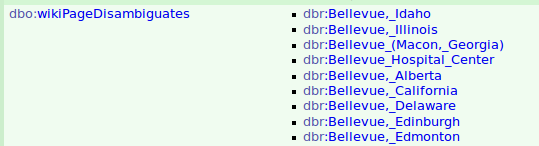 dbo:wikiPageDisambiguates
dbr:Bellevue,_Idaho
dbr:Bellevue,_Illinois
dbr:Bellevue_(Macon,_Georgia)
dbr:Bellevue_Hospital_Center
dbr:Bellevue,_Alberta
dbr:Bellevue,_California
dbr:Bellevue,_Delaware
dbr:Bellevue,_Edinburgh
dbr:Bellevue,_Edmonton